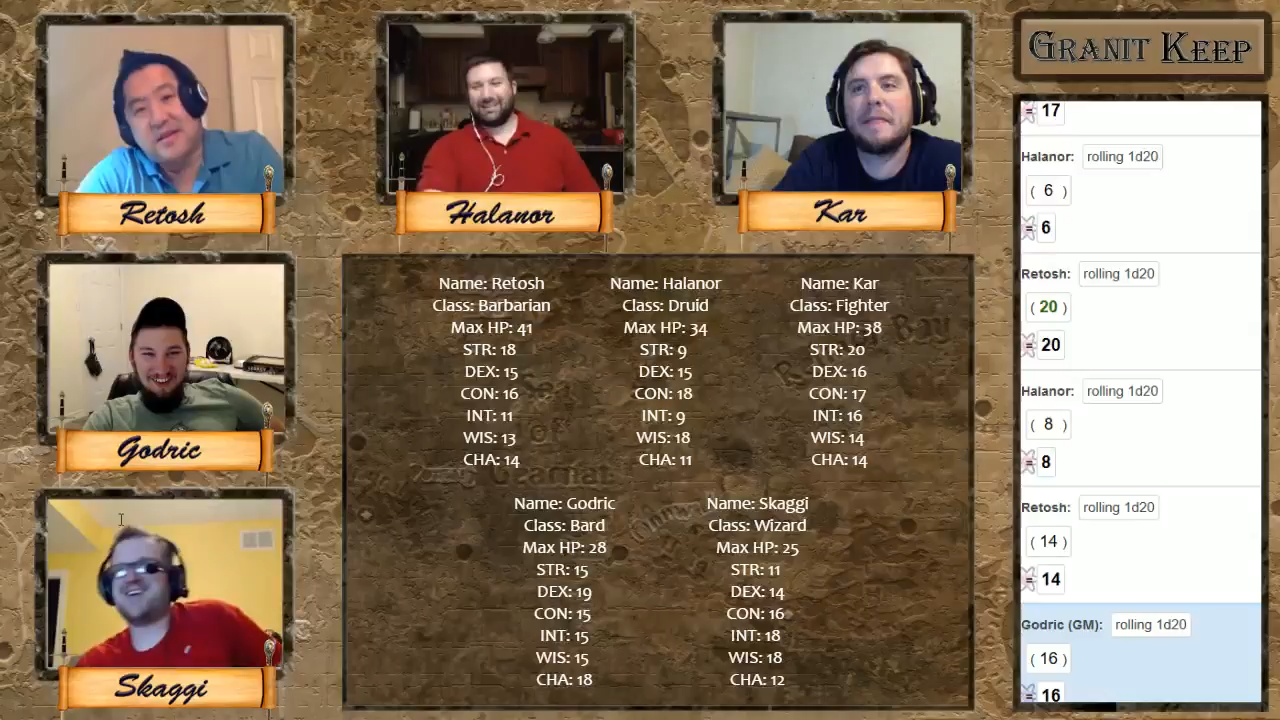 Granit Keep
Retosh
Halanor
Kar
Godric
Skaggi
Name: Retosh
Class: Barbarian
Max HP: 41
STR: 18
DEX: 15
CON: 16
INT: 11
WIS: 13
CHA: 14
Name: Halanor
Class: Druid
Max HP: 34
STR: 9
DEX: 15
CON: 18
INT: 9
WIS: 18
CHA: 11
Name: Kar
Class: Fighter
Max HP: 38
STR: 20
DEX: 16
CON: 17
INT: 16
WIS: 14
CHA: 14
Name: Godric
Class: Bard
Max HP: 28
STR: 15
DEX: 19
CON: 15
INT: 15
WIS: 15
CHA: 18
Name: Skaggi
Class: Wizard
Max HP: 25
STR: 11
DEX: 14
CON: 16
INT: 18
WIS: 18
CHA: 12
= 17
Halanor: rolling 1d20
( 6 )
= 6
Retosh: rolling 1d20
( 20 )
= 20
Halanor: rolling 1d20
( 8 )
= 8
Retosh: rolling 1d20
( 14 )
= 14
Godric (GM): rolling 1d20
( 16 )
= 16